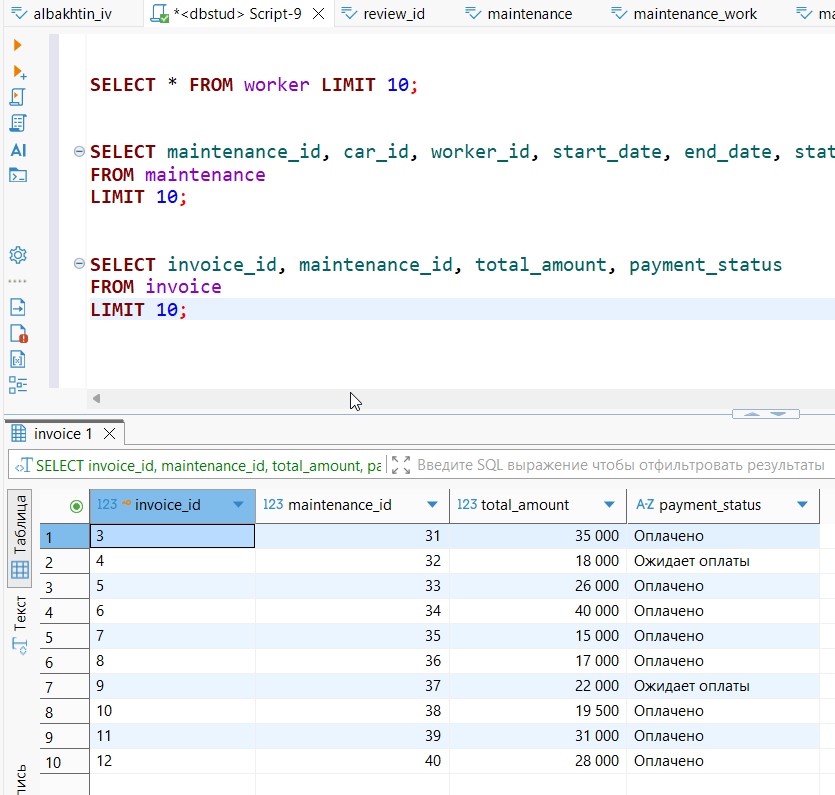 albakhtin_iv *<dbstud> Script-9 review_id maintenance maintenance_work ma
SELECT * FROM worker LIMIT 10;
SELECT maintenance_id, car_id, worker_id, start_date, end_date, stat
FROM maintenance
LIMIT 10;
SELECT invoice_id, maintenance_id, total_amount, payment_status
FROM invoice
LIMIT 10;
AI
invoice 1
SELECT invoice_id, maintenance_id, total_amount, pa Введите SQL выражение чтобы отфильтровать результаты
Таблица
Текст
пись
123 invoice_id 123 maintenance_id 123 total_amount A-Z payment_status
1 3 31 35 000 Оплачено
2 4 32 18 000 Ожидает оплаты
3 5 33 26 000 Оплачено
4 6 34 40 000 Оплачено
5 7 35 15 000 Оплачено
6 8 36 17 000 Оплачено
7 9 37 22 000 Ожидает оплаты
8 10 38 19 500 Оплачено
9 11 39 31 000 Оплачено
10 12 40 28 000 Оплачено